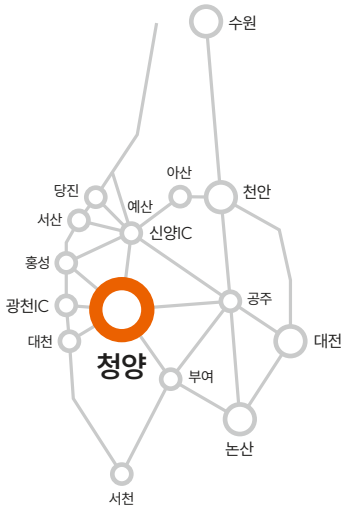 수원
아산
당진
천안
예산
서산
신양IC
홍성
공주
광천IC
대천
대전
청양
부여
논산
서천